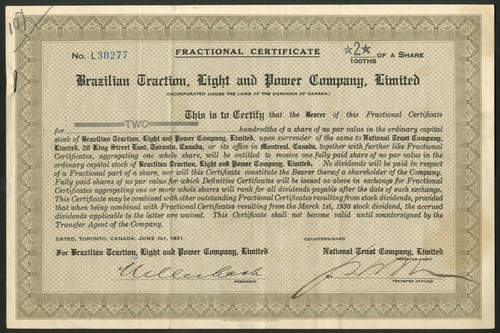 FRACTIONAL CERTIFICATE
No. L30277
*2* OF A SHARE
100THS
Brazilian Traction, Light and Power Company, Limited
(INCORPORATED UNDER THE LAWS OF THE DOMINION OF CANADA.)
This is to Certify that the Bearer of this Fractional Certificate
for TWO hundredths of a share of no par value in the ordinary capital
stock of Brazilian Traction, Light and Power Company, Limited, upon surrender of the same to National Trust Company,
Limited, 20 King Street East, Toronto, Canada, or its office in Montreal, Canada, together with further like Fractional
Certificates, aggregating one whole share, will be entitled to receive one fully paid share of no par value in the
ordinary capital stock of Brazilian Traction, Light and Power Company, Limited. No dividends will be paid in respect
of a Fractional part of a share, nor will this Certificate constitute the Bearer thereof a shareholder of the Company.
Fully paid shares of no par value for which Definitive Certificates will be issued as above in exchange for Fractional
Certificates aggregating one or more whole shares will rank for all dividends payable after the date of such exchange.
This Certificate may be combined with other outstanding Fractional Certificates resulting from stock dividends, provided
that when being combined with Fractional Certificates resulting from the March 1st, 1930 stock dividend, the accrued
dividends applicable to the latter are waived. This Certificate shall not become valid until countersigned by the
Transfer Agent of the Company.
DATED, TORONTO, CANADA, JUNE 1ST, 1931.
COUNTERSIGNED
For Brazilian Traction, Light and Power Company, Limited
National Trust Company, Limited
TRANSFER AGENT
BY
PRESIDENT
TRANSFER OFFICER